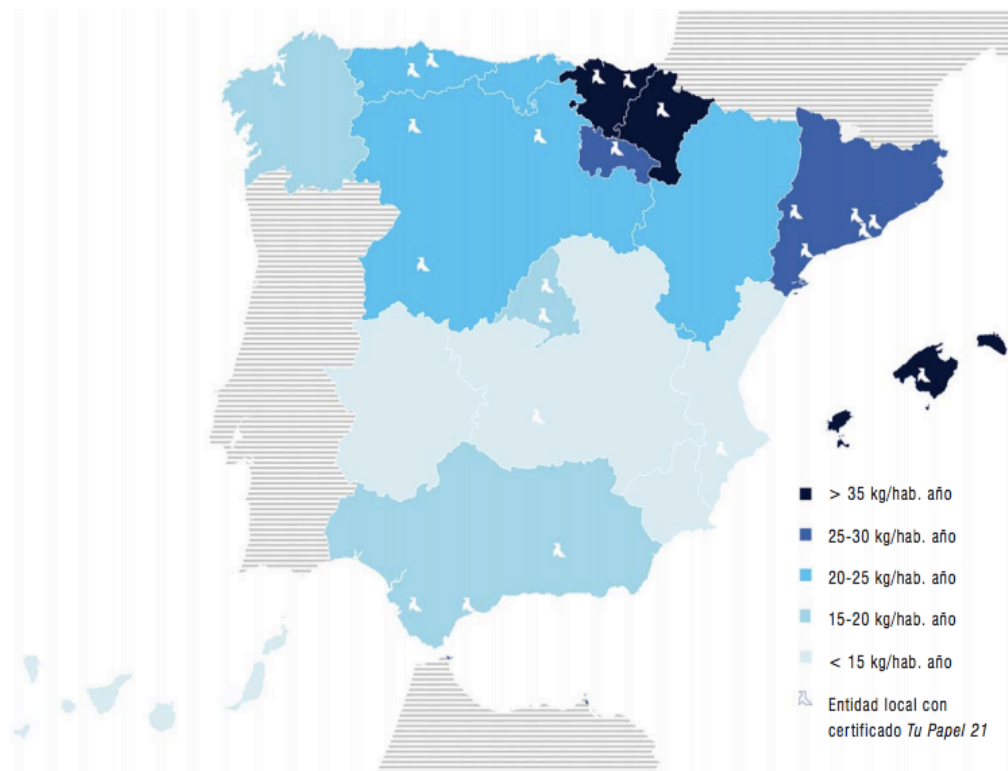 > 35 kg/hab. año
25-30 kg/hab. año
20-25 kg/hab. año
15-20 kg/hab. año
< 15 kg/hab. año
Entidad local con
certificado Tu Papel 21